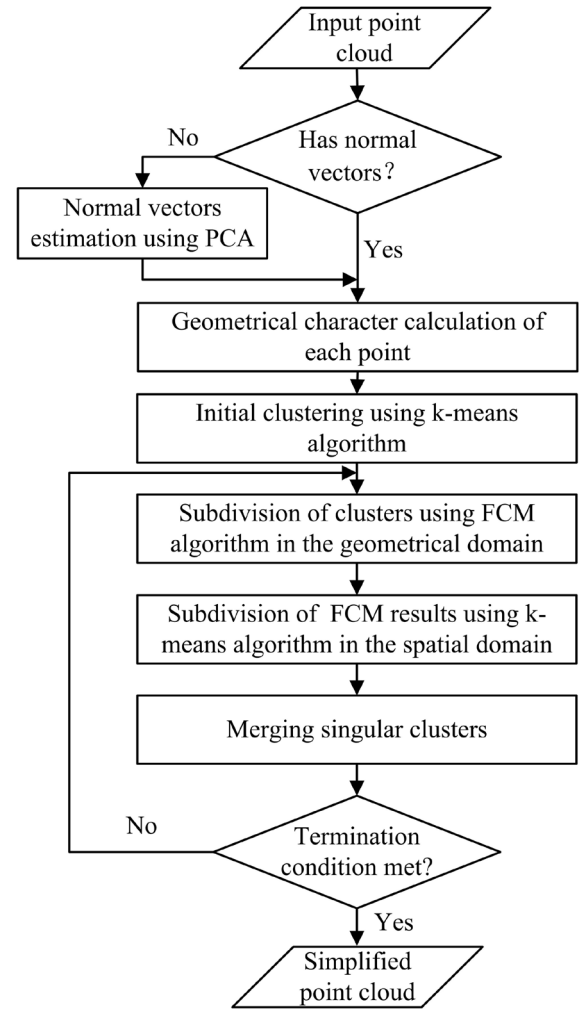 Input point
cloud
Has normal
vectors?
No
Normal vectors
estimation using PCA
Yes
Geometrical character calculation of
each point
Initial clustering using k-means
algorithm
Subdivision of clusters using FCM
algorithm in the geometrical domain
Subdivision of FCM results using k-
means algorithm in the spatial domain
Merging singular clusters
Termination
condition met?
No
Yes
Simplified
point cloud